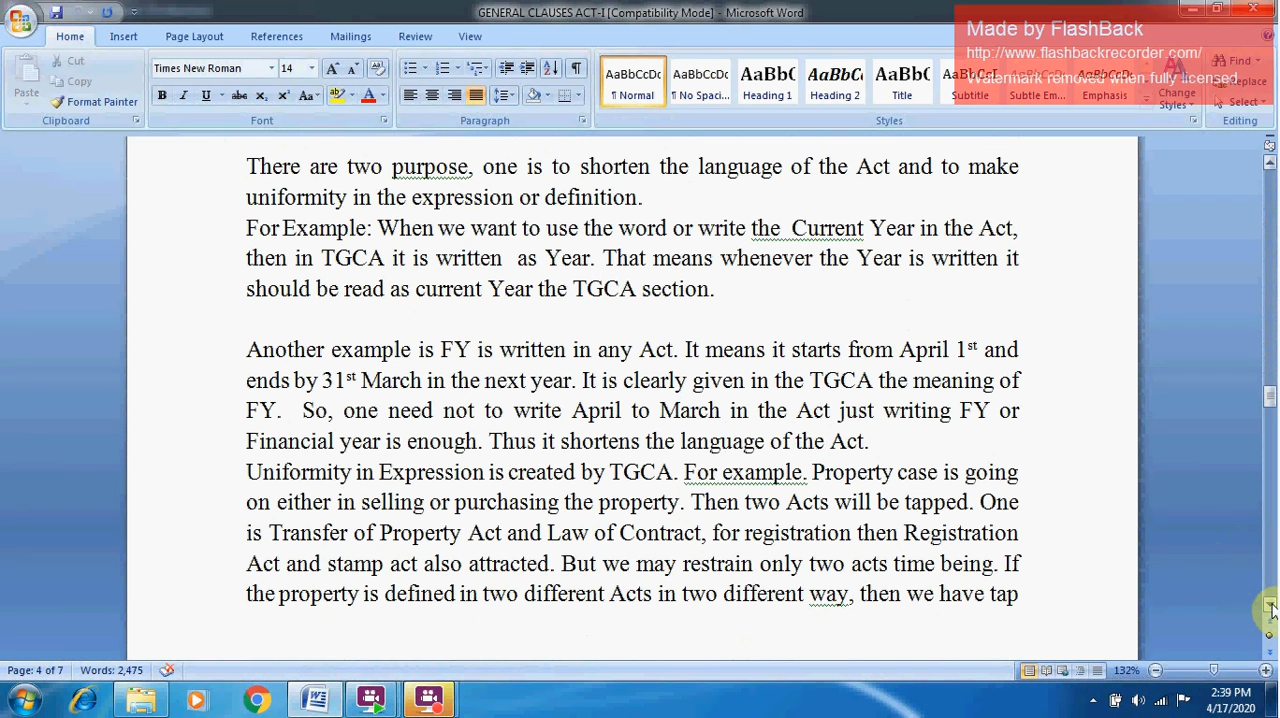 GENERAL CLAUSES ACT-I [Compatibility Mode] - Microsoft Word
Made by FlashBack
http://www.flashbackrecorder.com/
Watermark removed when fully licensed
Home Insert Page Layout References Mailings Review View
Cut
Copy
Paste
Format Painter
Clipboard
Times New Roman 14
Font
Paragraph
AaBbCcDc AaBbCcDc AaBbC AaBbCc AaBbC
¶ Normal ¶ No Spaci... Heading 1 Heading 2 Title Subtitle Subtle Em... Emphasis
Change
Styles
Styles
Find
Replace
Select
Editing
There are two purpose, one is to shorten the language of the Act and to make
uniformity in the expression or definition.
For Example: When we want to use the word or write the Current Year in the Act,
then in TGCA it is written as Year. That means whenever the Year is written it
should be read as current Year the TGCA section.
Another example is FY is written in any Act. It means it starts from April 1st and
ends by 31st March in the next year. It is clearly given in the TGCA the meaning of
FY. So, one need not to write April to March in the Act just writing FY or
Financial year is enough. Thus it shortens the language of the Act.
Uniformity in Expression is created by TGCA. For example. Property case is going
on either in selling or purchasing the property. Then two Acts will be tapped. One
is Transfer of Property Act and Law of Contract, for registration then Registration
Act and stamp act also attracted. But we may restrain only two acts time being. If
the property is defined in two different Acts in two different way, then we have tap
Page: 4 of 7 Words: 2,475 132%
2:39 PM
4/17/2020